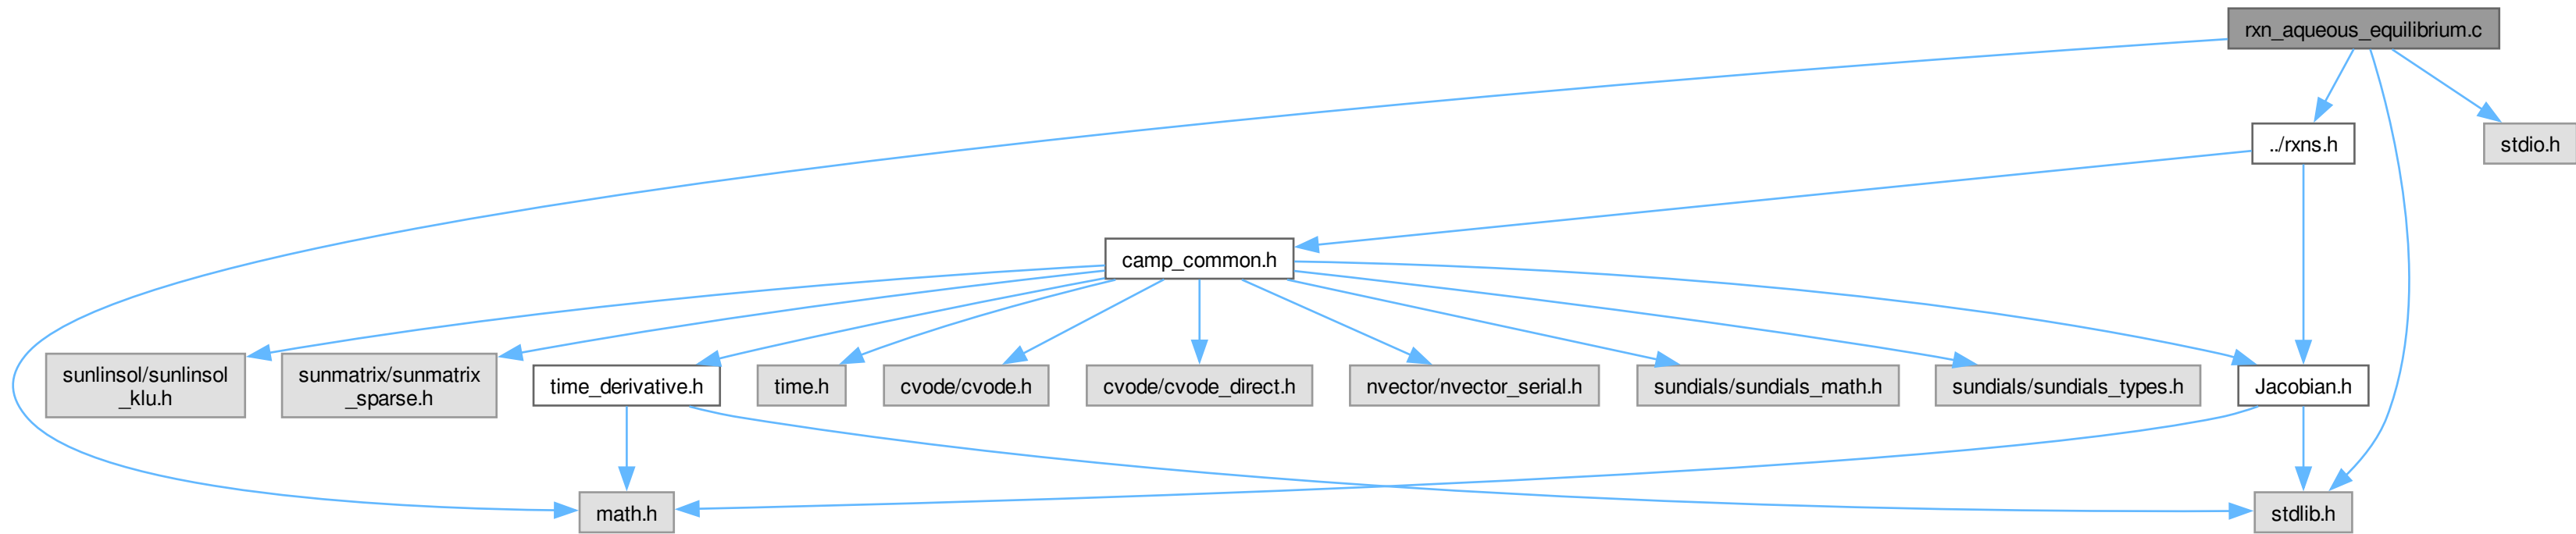 rxn_aqueous_equilibrium.c
../rxns.h
stdio.h
camp_common.h
sunlinsol/sunlinsol
_klu.h
sunmatrix/sunmatrix
_sparse.h
time_derivative.h
time.h
cvode/cvode.h
cvode/cvode_direct.h
nvector/nvector_serial.h
sundials/sundials_math.h
sundials/sundials_types.h
Jacobian.h
math.h
stdlib.h